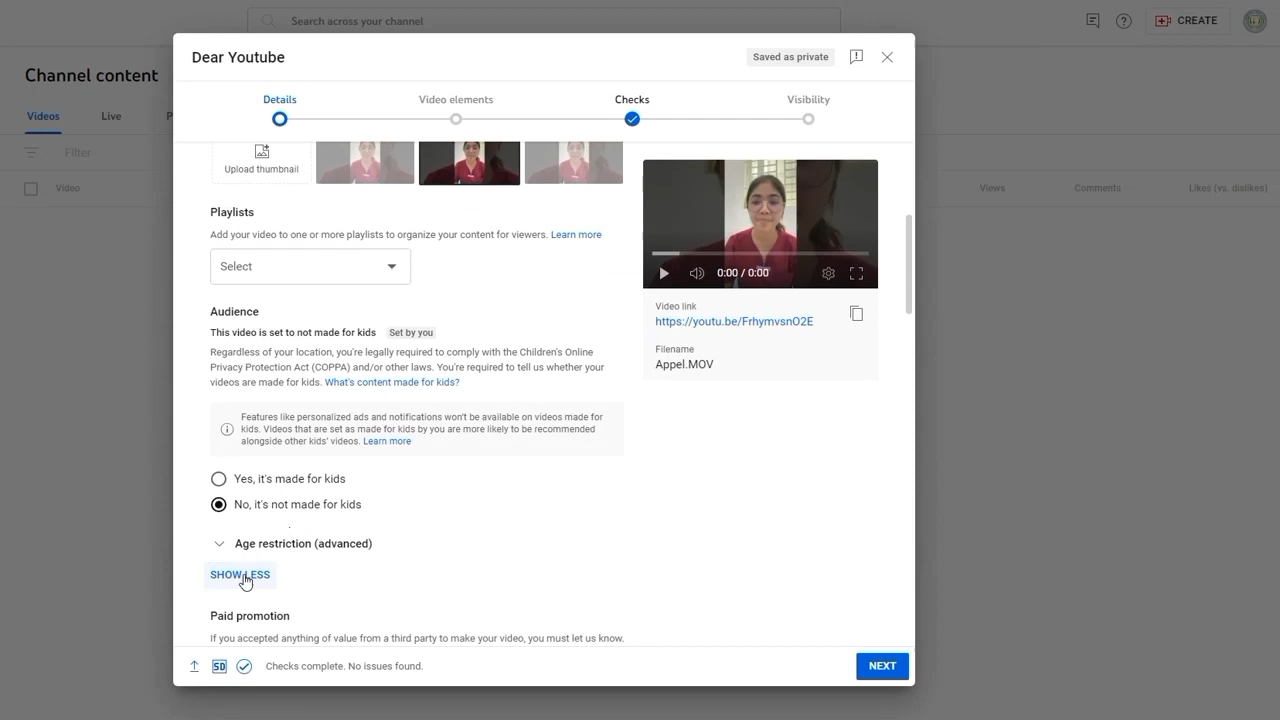 Search across your channel
CREATE
Channel content
Videos
Live
P
Filter
Video
Views
Comments
Likes (vs. dislikes)
Dear Youtube
Saved as private
Details
Video elements
Checks
Visibility
Upload thumbnail
Playlists
Add your video to one or more playlists to organize your content for viewers. Learn more
Select
Audience
This video is set to not made for kids Set by you
Regardless of your location, you're legally required to comply with the Children's Online
Privacy Protection Act (COPPA) and/or other laws. You're required to tell us whether your
videos are made for kids. What's content made for kids?
Features like personalized ads and notifications won't be available on videos made for
kids. Videos that are set as made for kids by you are more likely to be recommended
alongside other kids' videos. Learn more
Yes, it's made for kids
No, it's not made for kids
Age restriction (advanced)
SHOW LESS
Paid promotion
If you accepted anything of value from a third party to make your video, you must let us know.
0:00 / 0:00
Video link
https://youtu.be/FrhymvsnO2E
Filename
Appel.MOV
SD
Checks complete. No issues found.
NEXT